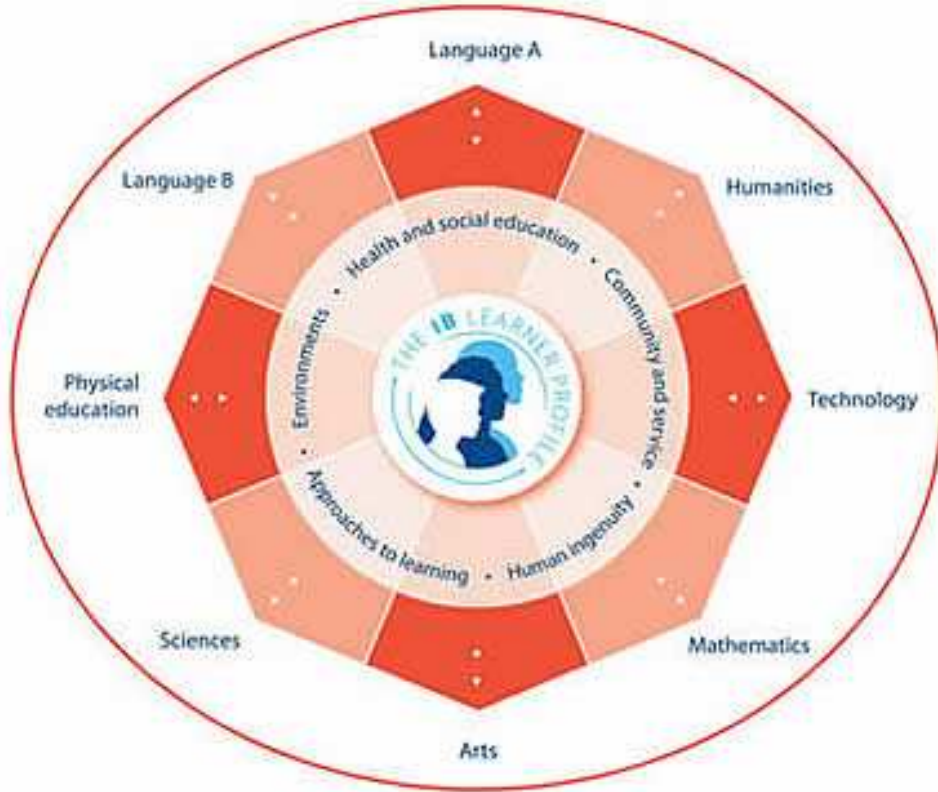 Language A
Language B
Humanities
Health and social education • Community and service • Human ingenuity • Approaches to learning • Environments •
THE IB LEARNER PROFILE
Physical
education
Technology
Sciences
Mathematics
Arts